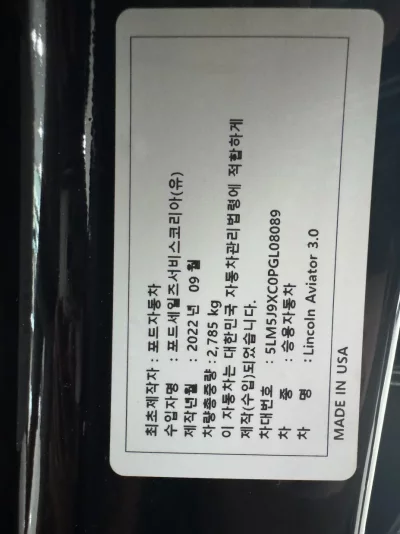 최초제작자 : 포드자동차
수입자명 : 포드세일즈서비스코리아(유)
제작년월 : 2022 년 09 월
차량총중량 : 2,785 kg
이 자동차는 대한민국 자동차관리법령에 적합하게
제작(수입)되었습니다.
차대번호 : 5LM5J9XC0PGL08089
차 종 : 승용자동차
차 명 : Lincoln Aviator 3.0
MADE IN USA